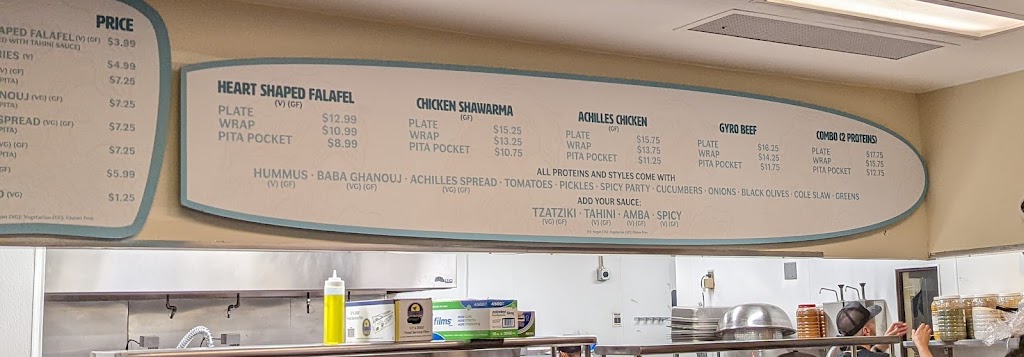 PRICE
APED FALAFEL (V) (GF) $3.99
WITH TAHINI SAUCE)
RIES (V) $4.99
(V) (GF) $7.25
PITA)
NOUJ (VG) (GF) $7.25
PITA)
SPREAD (VG) (GF) $7.25
PITA)
(VG) (GF) $7.25
PITA)
(GF) $5.99
(VG) $1.25
HEART SHAPED FALAFEL
(V) (GF)
PLATE $12.99
WRAP $10.99
PITA POCKET $8.99
CHICKEN SHAWARMA
(GF)
PLATE $15.25
WRAP $13.25
PITA POCKET $10.75
ACHILLES CHICKEN
(GF)
PLATE $15.75
WRAP $13.75
PITA POCKET $11.25
GYRO BEEF
PLATE $16.25
WRAP $14.25
PITA POCKET $11.75
COMBO (2 PROTEINS)
PLATE $17.75
WRAP $15.75
PITA POCKET $12.75
ALL PROTEINS AND STYLES COME WITH
HUMMUS · BABA GHANOUJ · ACHILLES SPREAD · TOMATOES · PICKLES · SPICY PARTY · CUCUMBERS · ONIONS · BLACK OLIVES · COLE SLAW · GREENS
(V) (GF) (VG) (GF) (VG) (GF)
ADD YOUR SAUCE:
TZATZIKI · TAHINI · AMBA · SPICY
(VG) (GF) (V) (GF) (V) (GF) (V) (GF)
films